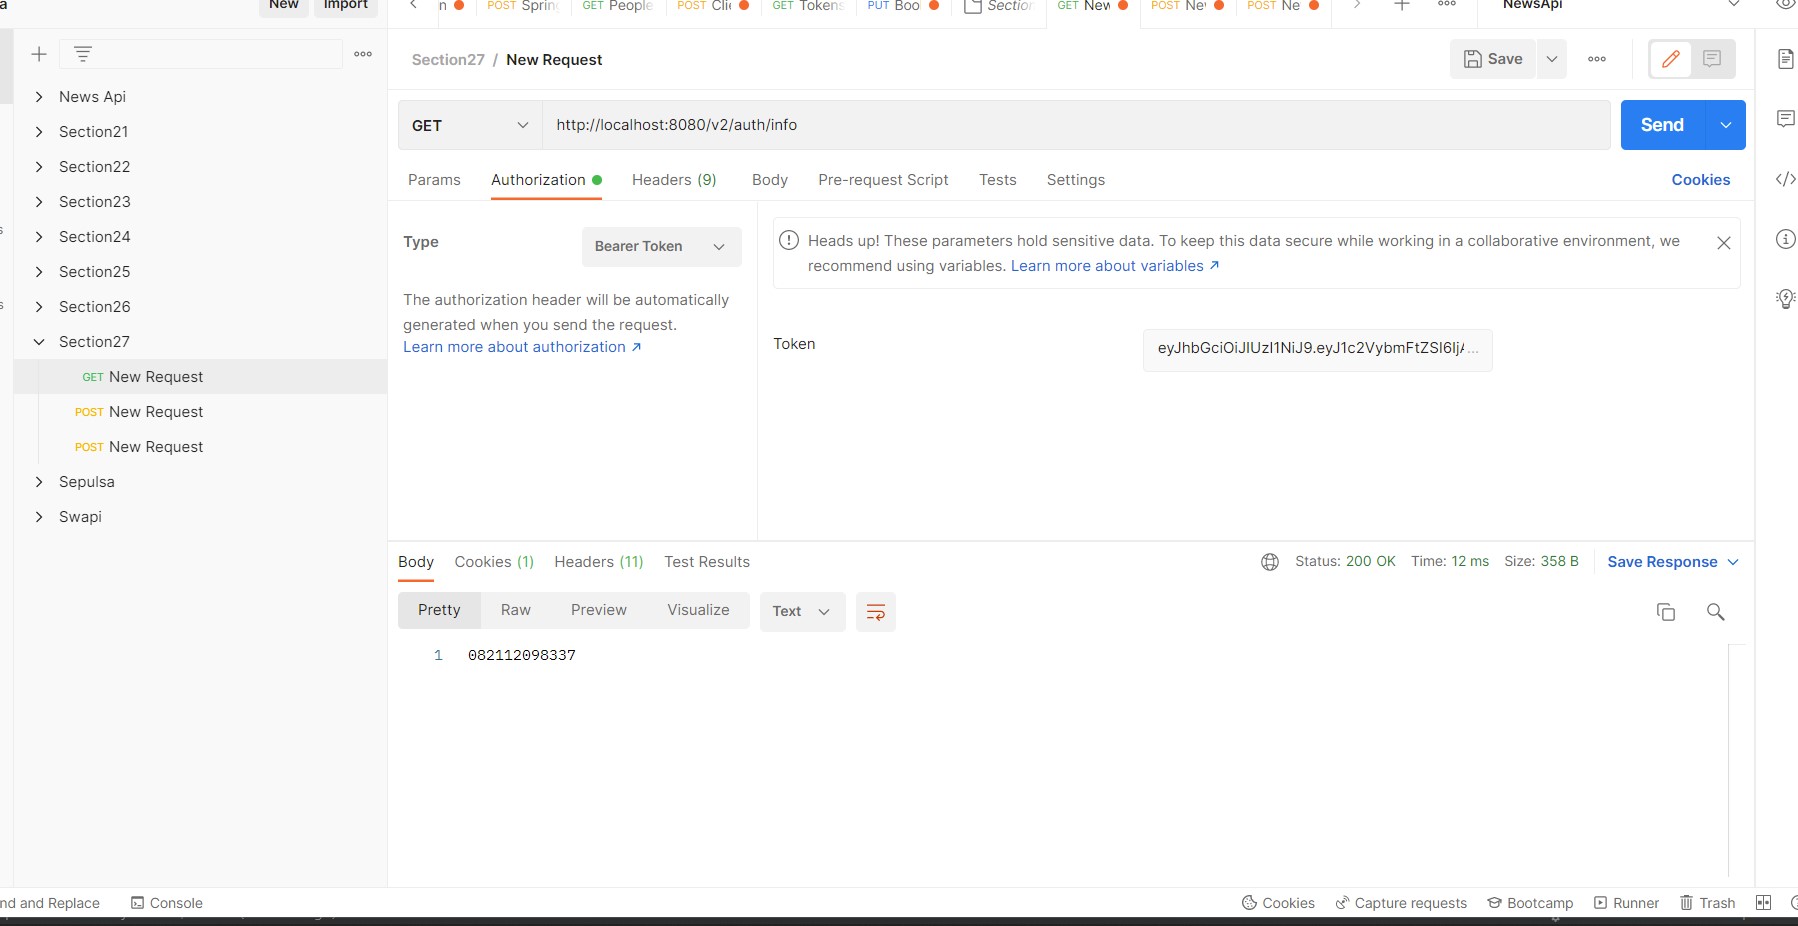 a
New
Import
n
POST Spring
GET People
POST Cli
GET Tokens
PUT Bool
Section
GET New
POST Ne
POST Ne
NewsApi
Section27 / New Request
Save
GET
http://localhost:8080/v2/auth/info
Send
Params
Authorization
Headers (9)
Body
Pre-request Script
Tests
Settings
Cookies
News Api
Section21
Section22
Section23
Section24
Section25
Section26
Section27
GET New Request
POST New Request
POST New Request
Sepulsa
Swapi
Type
Bearer Token
The authorization header will be automatically
generated when you send the request.
Learn more about authorization ↗
Heads up! These parameters hold sensitive data. To keep this data secure while working in a collaborative environment, we
recommend using variables. Learn more about variables ↗
Token
eyJhbGciOiJIUzI1NiJ9.eyJ1c2VybmFtZSI6IjA...
Body
Cookies (1)
Headers (11)
Test Results
Status: 200 OK
Time: 12 ms
Size: 358 B
Save Response
Pretty
Raw
Preview
Visualize
Text
1 082112098337
nd and Replace
Console
Cookies
Capture requests
Bootcamp
Runner
Trash